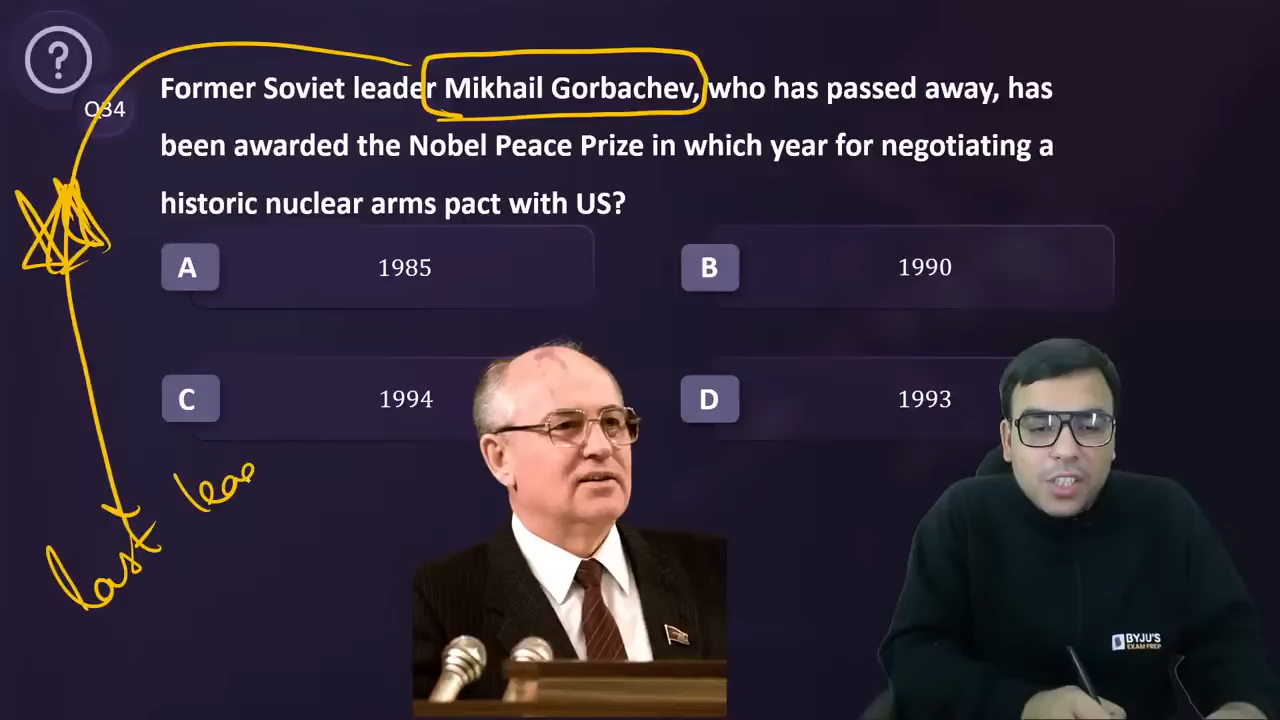 Q34
Former Soviet leader Mikhail Gorbachev, who has passed away, has
been awarded the Nobel Peace Prize in which year for negotiating a
historic nuclear arms pact with US?
A 1985
B 1990
C 1994
D 1993
last lea
BYJU'S
EXAM PREP